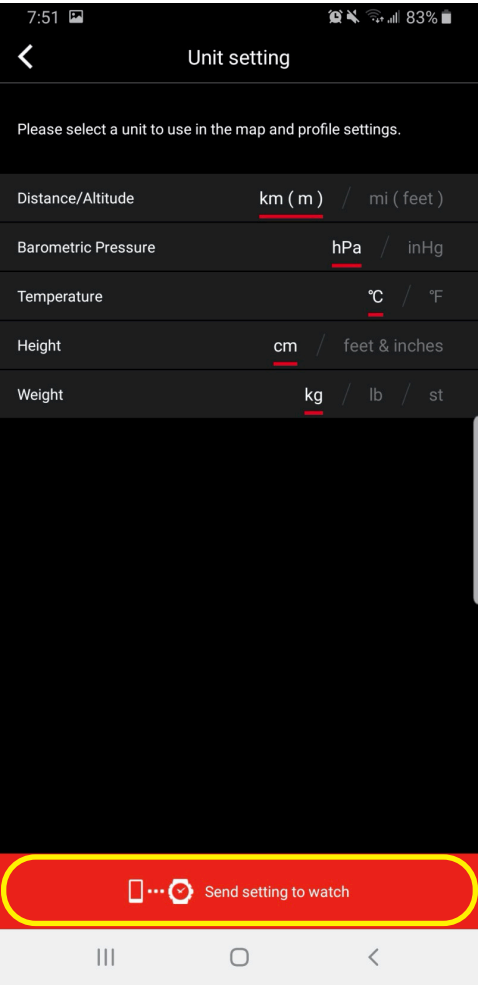 7:51 83%
Unit setting
Please select a unit to use in the map and profile settings.
Distance/Altitude km ( m ) / mi ( feet )
Barometric Pressure hPa / inHg
Temperature °C / °F
Height cm / feet & inches
Weight kg / lb / st
Send setting to watch